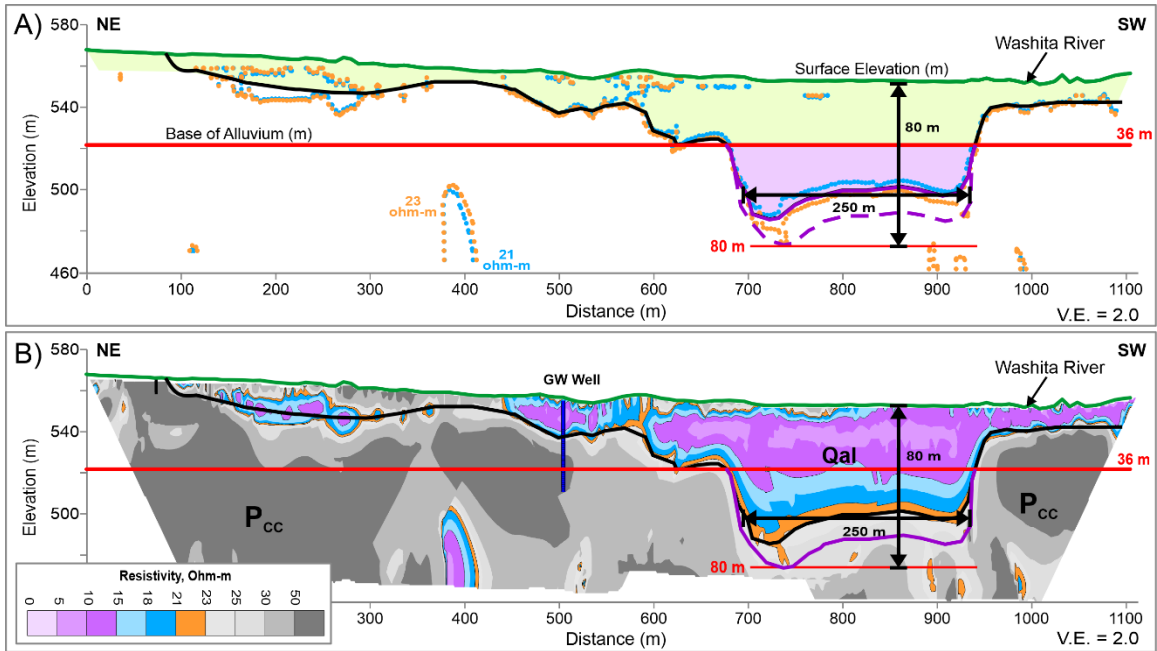 A)
NE
SW
Washita River
Surface Elevation (m)
580
540
500
460
Elevation (m)
Base of Alluvium (m)
36 m
80 m
250 m
80 m
23
ohm-m
21
ohm-m
0 100 200 300 400 500 600 700 800 900 1000 1100
Distance (m)
V.E. = 2.0
B)
NE
SW
GW Well
Washita River
580
540
500
Elevation (m)
Qal
80 m
36 m
Pcc
Pcc
250 m
80 m
Resistivity, Ohm-m
0 5 10 15 18 21 23 25 30 50
400 500 600 700 800 900 1000 1100
Distance (m)
V.E. = 2.0